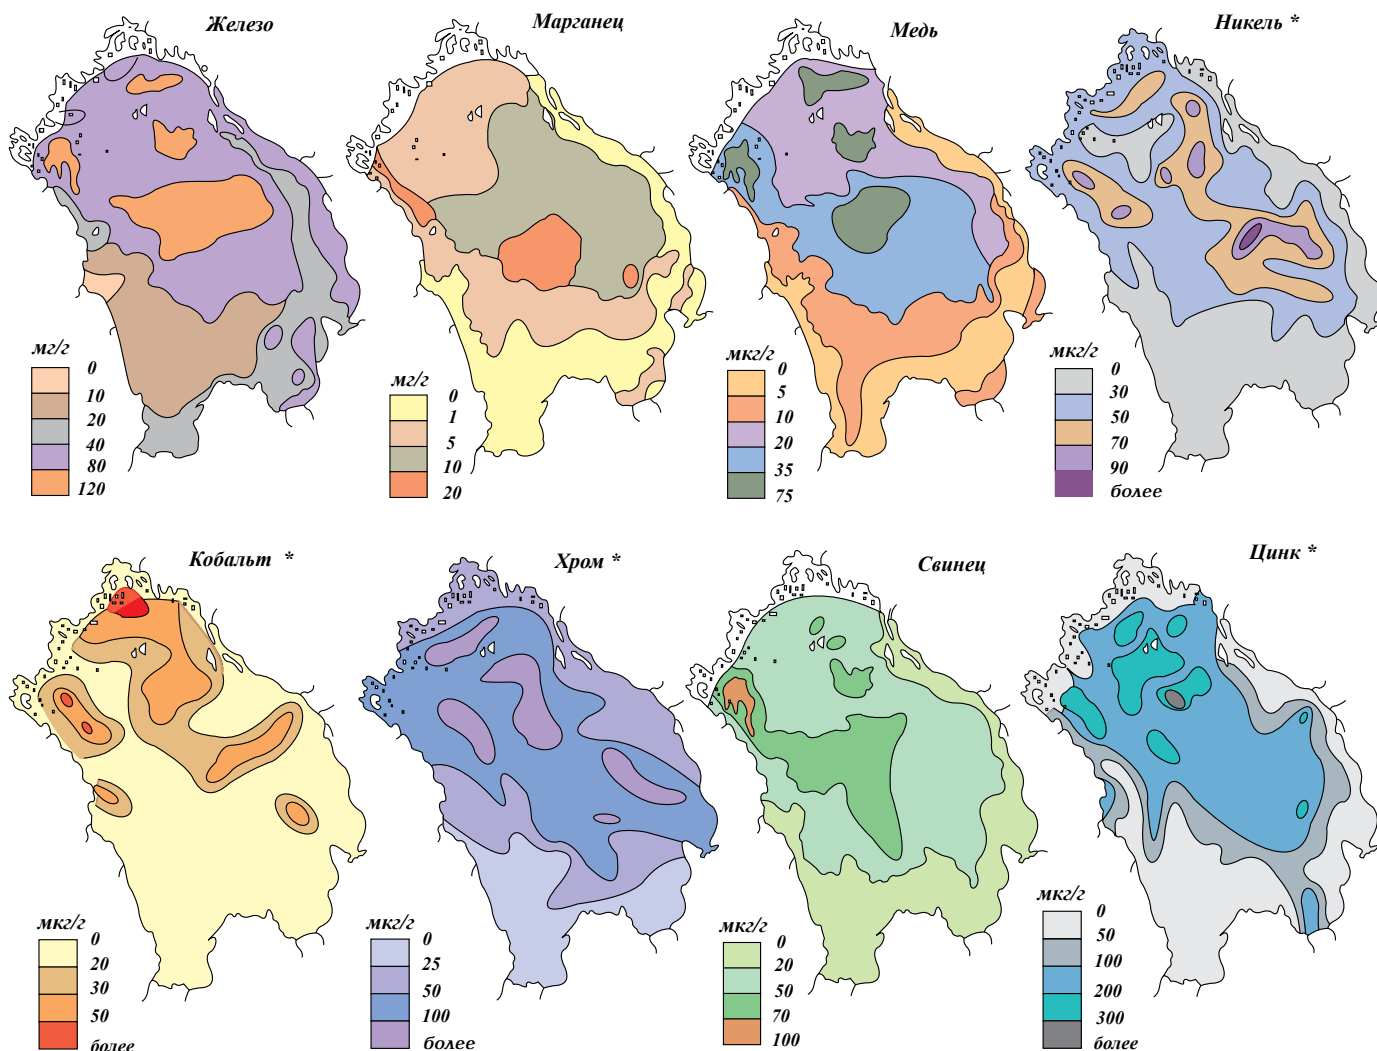 Железо
Марганец
Медь
Никель *
мг/г
0
10
20
40
80
120
мг/г
0
1
5
10
20
мкг/г
0
5
10
20
35
75
мкг/г
0
30
50
70
90
более
Кобальт *
Хром *
Свинец
Цинк *
мкг/г
0
20
30
50
более
мкг/г
0
25
50
100
более
мкг/г
0
20
50
70
100
мкг/г
0
50
100
200
300
более